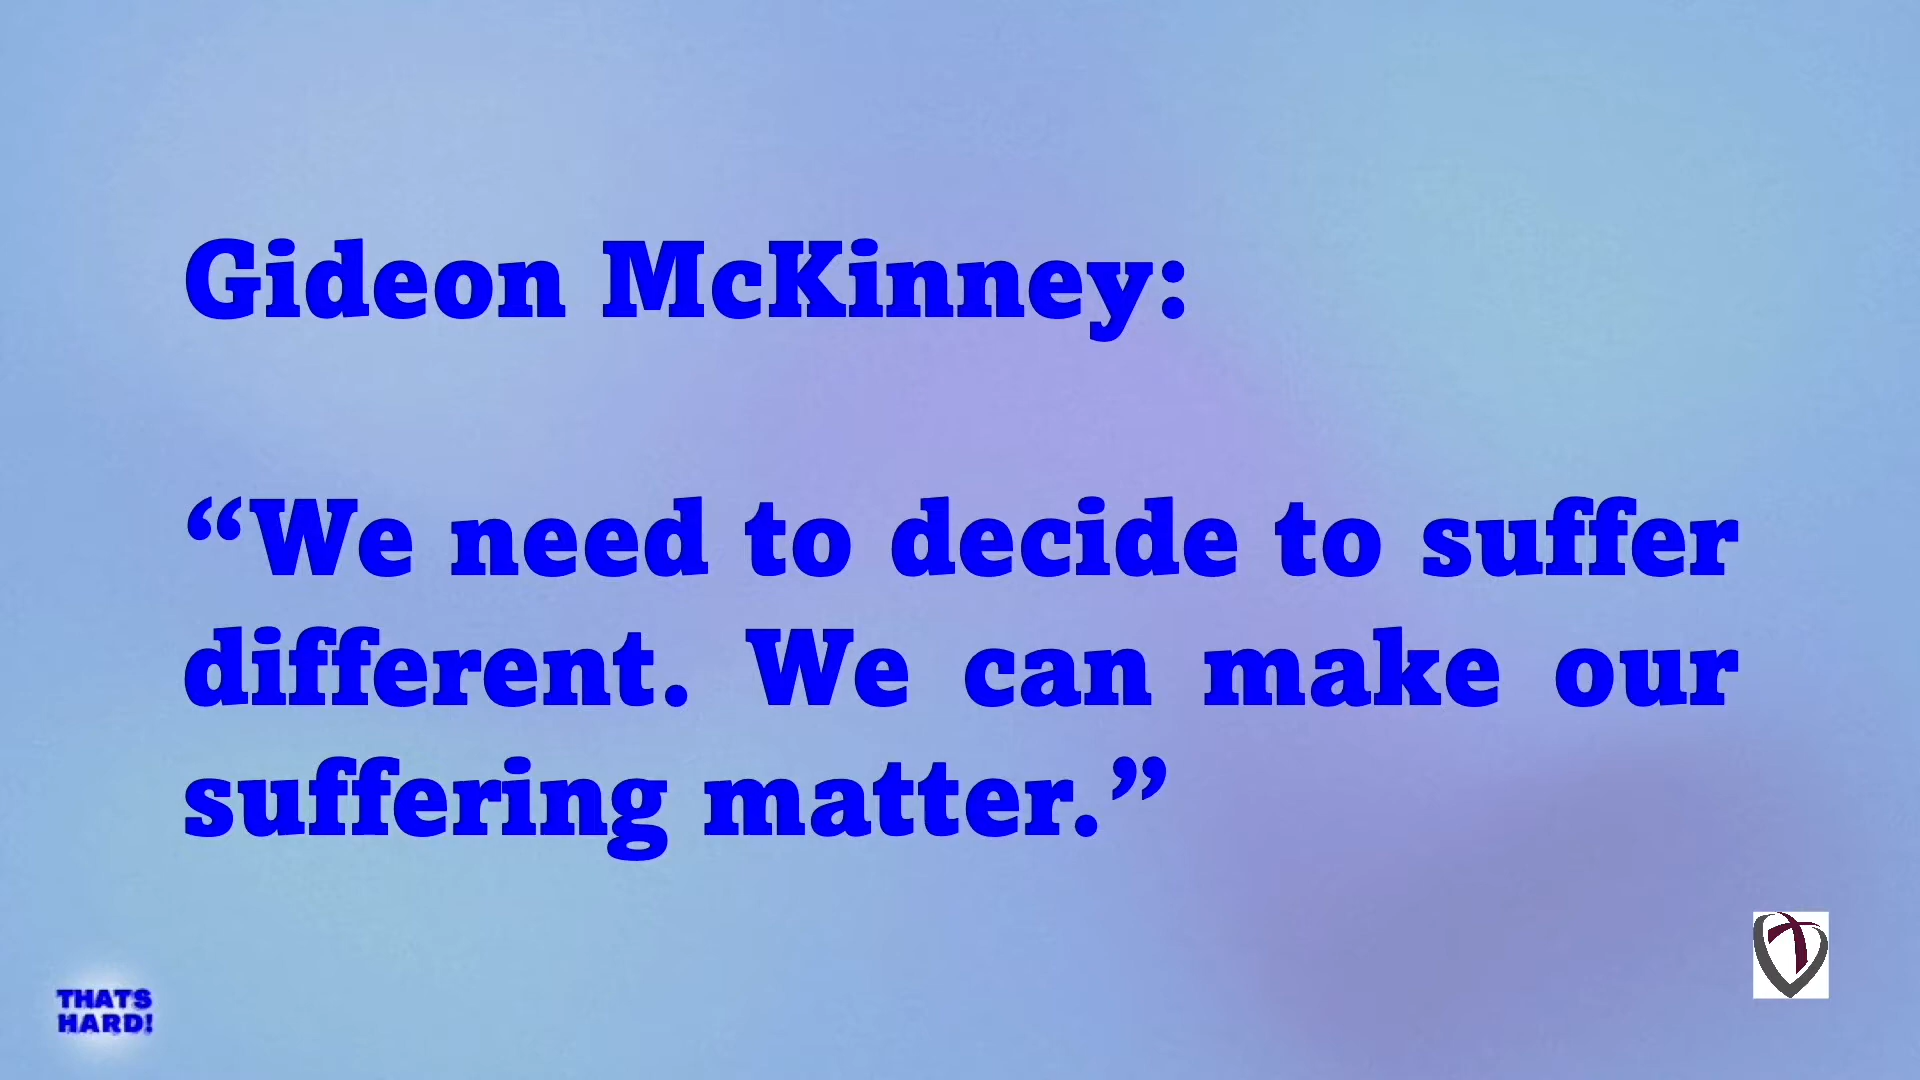 Gideon McKinney:
“We need to decide to suffer
different. We can make our
suffering matter.”
THATS
HARD!